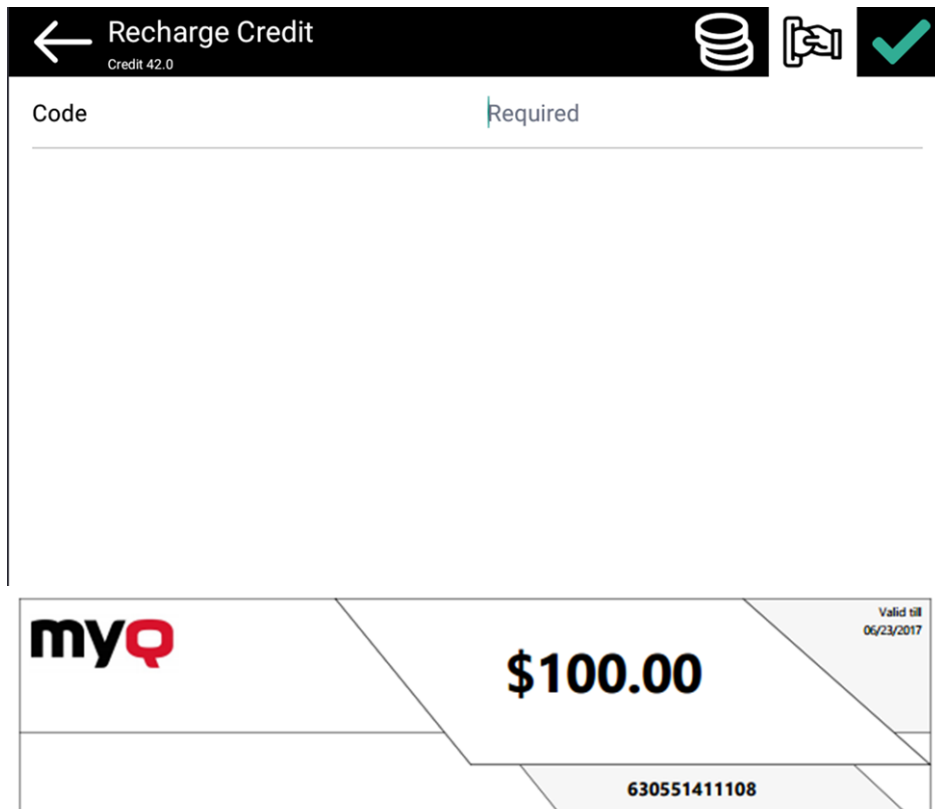 Recharge Credit
Credit 42.0
Code
Required
myQ
Valid till
06/23/2017
$100.00
630551411108